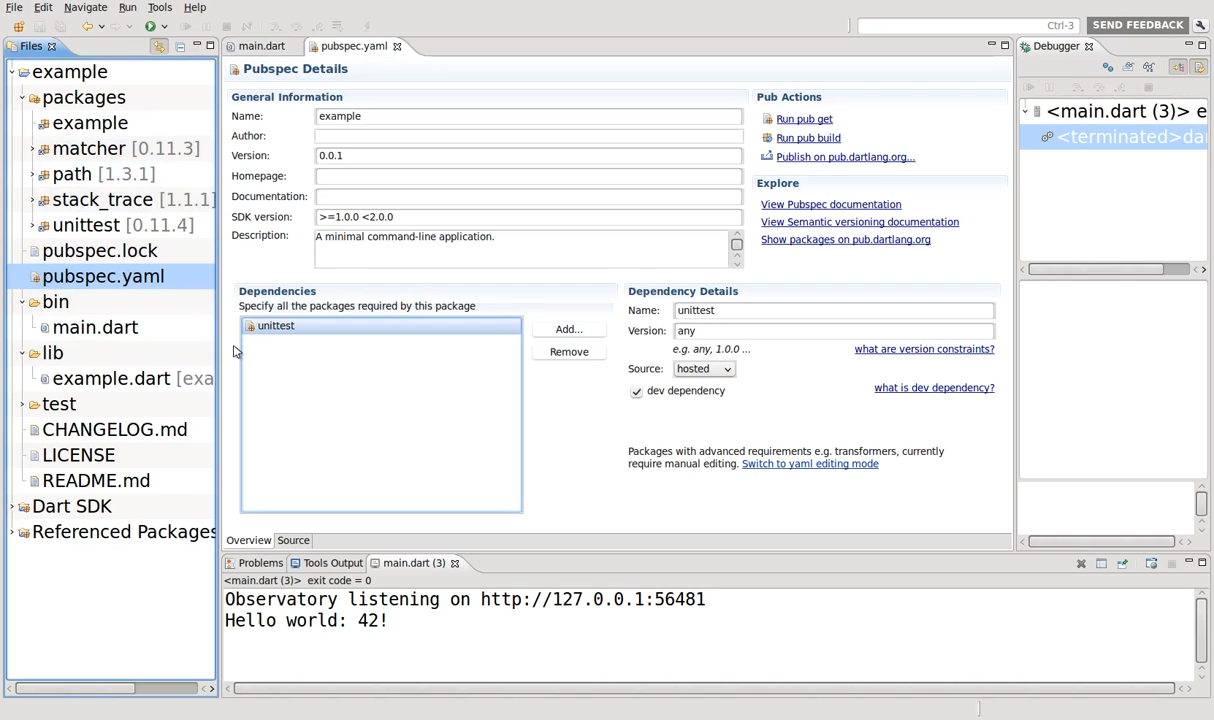 File Edit Navigate Run Tools Help
Ctrl-3
SEND FEEDBACK
Files
example
packages
example
matcher [0.11.3]
path [1.3.1]
stack_trace [1.1.1]
unittest [0.11.4]
pubspec.lock
pubspec.yaml
bin
main.dart
lib
example.dart [exa
test
CHANGELOG.md
LICENSE
README.md
Dart SDK
Referenced Packages
main.dart
pubspec.yaml
Pubspec Details
General Information
Name: example
Author:
Version: 0.0.1
Homepage:
Documentation:
SDK version: >=1.0.0 <2.0.0
Description: A minimal command-line application.
Pub Actions
Run pub get
Run pub build
Publish on pub.dartlang.org...
Explore
View Pubspec documentation
View Semantic versioning documentation
Show packages on pub.dartlang.org
Dependencies
Specify all the packages required by this package
unittest
Add...
Remove
Dependency Details
Name: unittest
Version: any
e.g. any, 1.0.0 ...
what are version constraints?
Source: hosted
dev dependency
what is dev dependency?
Packages with advanced requirements e.g. transformers, currently
require manual editing. Switch to yaml editing mode
Overview Source
Debugger
<main.dart (3)> e
<terminated>dar
Problems Tools Output main.dart (3)
<main.dart (3)> exit code = 0
Observatory listening on http://127.0.0.1:56481
Hello world: 42!